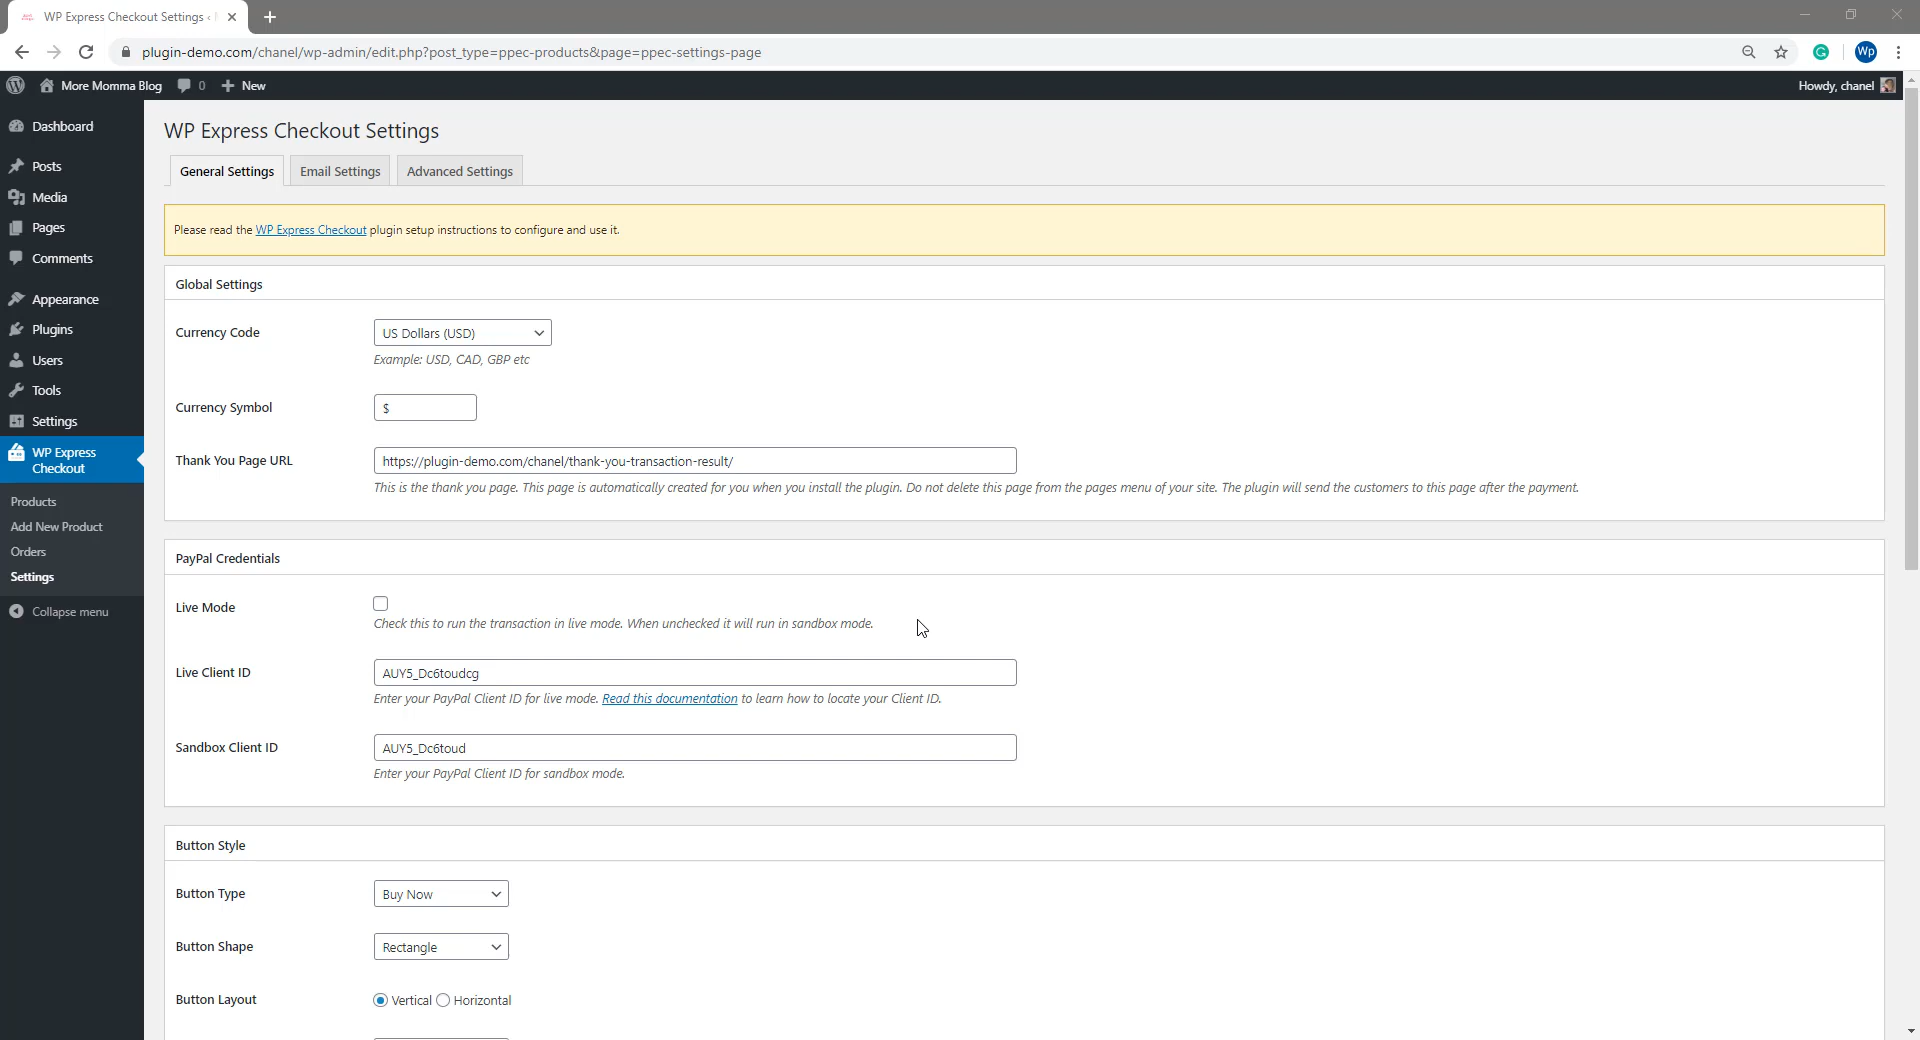 WP Express Checkout Settings ‹
plugin-demo.com/chanel/wp-admin/edit.php?post_type=ppec-products&page=ppec-settings-page
Wp
More Momma Blog
0
New
Howdy, chanel
Dashboard
Posts
Media
Pages
Comments
Appearance
Plugins
Users
Tools
Settings
WP Express
Checkout
Products
Add New Product
Orders
Settings
Collapse menu
WP Express Checkout Settings
General Settings Email Settings Advanced Settings
Please read the WP Express Checkout plugin setup instructions to configure and use it.
Global Settings
Currency Code
US Dollars (USD)
Example: USD, CAD, GBP etc
Currency Symbol
$
Thank You Page URL
https://plugin-demo.com/chanel/thank-you-transaction-result/
This is the thank you page. This page is automatically created for you when you install the plugin. Do not delete this page from the pages menu of your site. The plugin will send the customers to this page after the payment.
PayPal Credentials
Live Mode
Check this to run the transaction in live mode. When unchecked it will run in sandbox mode.
Live Client ID
AUY5_Dc6toudcg
Enter your PayPal Client ID for live mode. Read this documentation to learn how to locate your Client ID.
Sandbox Client ID
AUY5_Dc6toud
Enter your PayPal Client ID for sandbox mode.
Button Style
Button Type
Buy Now
Button Shape
Rectangle
Button Layout
Vertical Horizontal